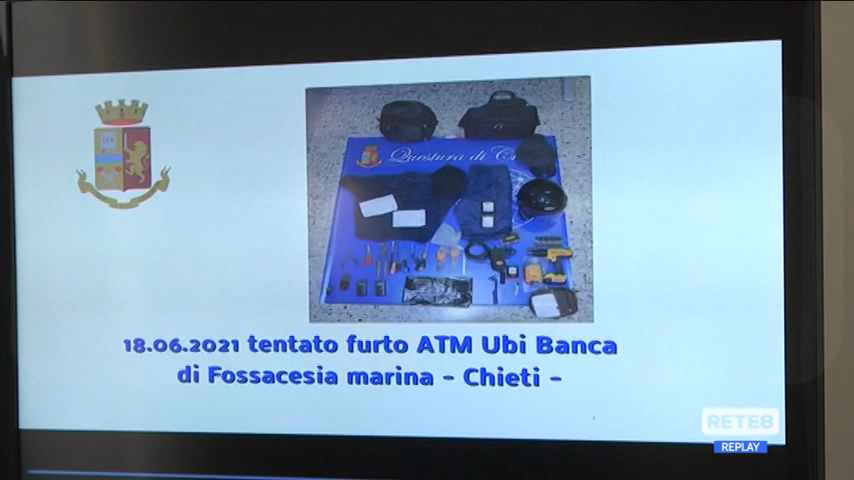 Questura di C
18.06.2021 tentato furto ATM Ubi Banca
di Fossacesia marina - Chieti -
RETE8
REPLAY